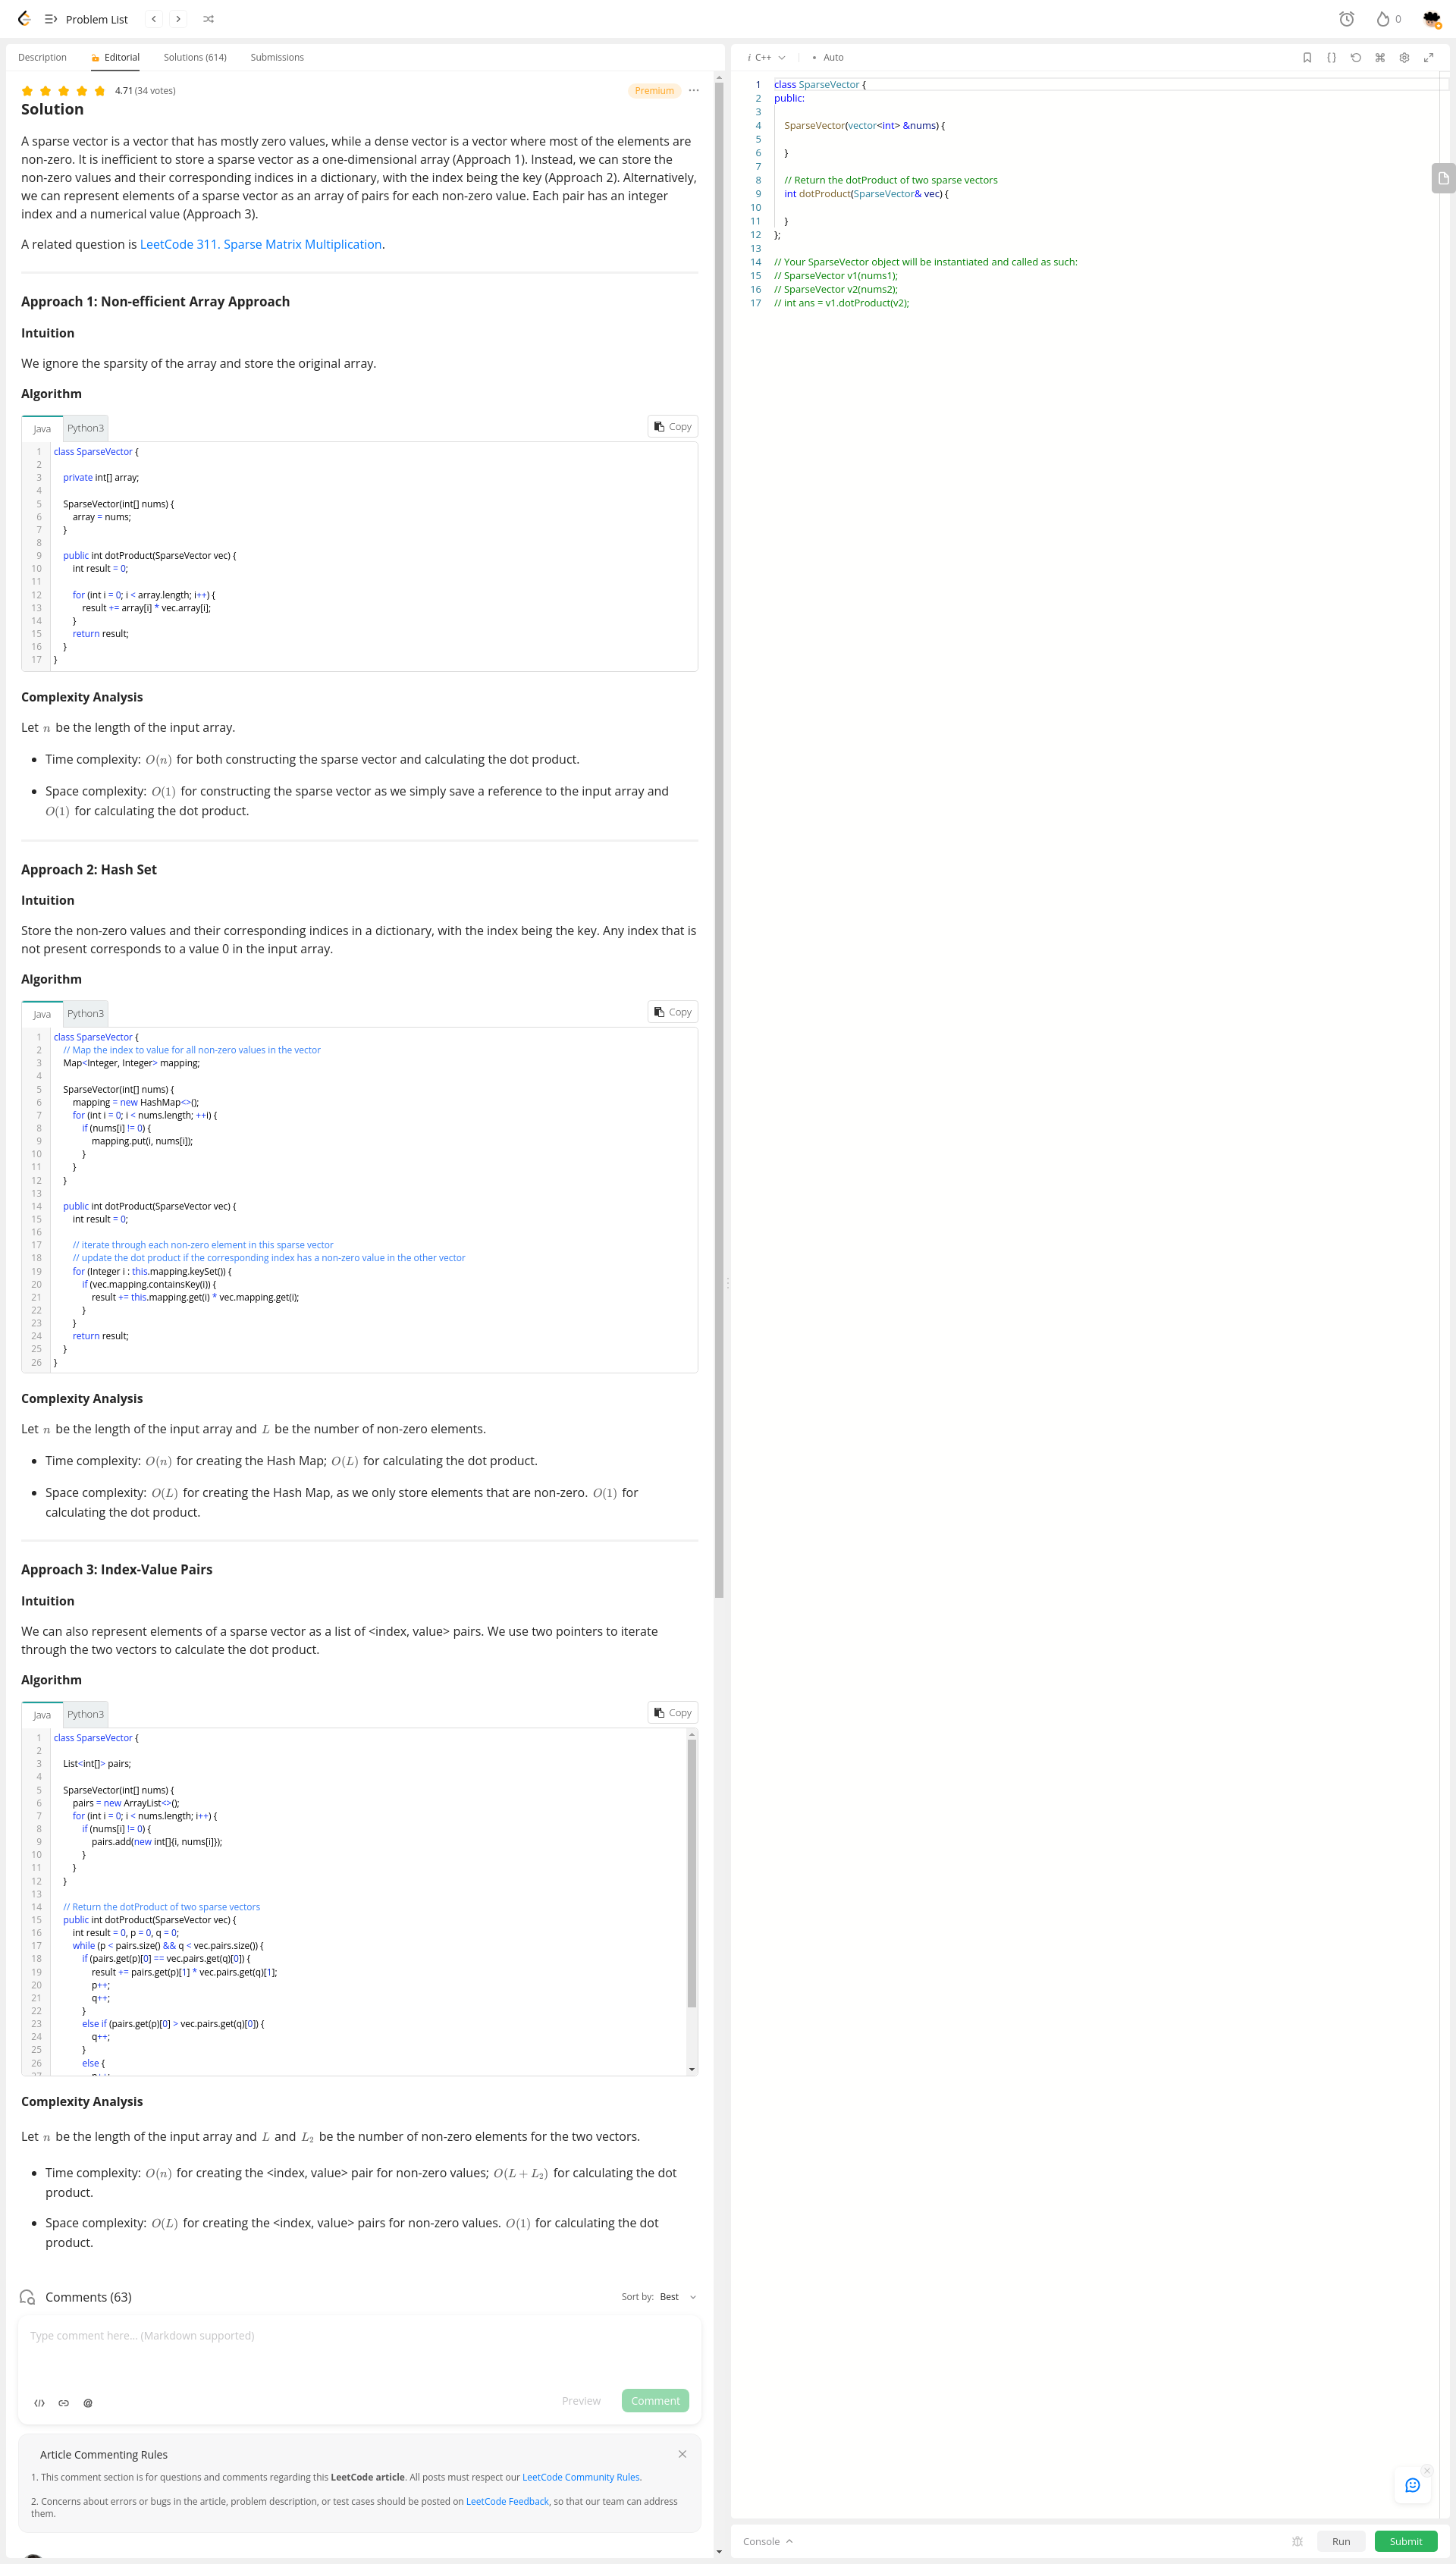 Problem List
0
Description Editorial Solutions (614) Submissions
4.71 (34 votes) Premium
Solution
A sparse vector is a vector that has mostly zero values, while a dense vector is a vector where most of the elements are
non-zero. It is inefficient to store a sparse vector as a one-dimensional array (Approach 1). Instead, we can store the
non-zero values and their corresponding indices in a dictionary, with the index being the key (Approach 2). Alternatively,
we can represent elements of a sparse vector as an array of pairs for each non-zero value. Each pair has an integer
index and a numerical value (Approach 3).
A related question is LeetCode 311. Sparse Matrix Multiplication.
Approach 1: Non-efficient Array Approach
Intuition
We ignore the sparsity of the array and store the original array.
Algorithm
Java Python3 Copy
1 class SparseVector {
2
3 private int[] array;
4
5 SparseVector(int[] nums) {
6 array = nums;
7 }
8
9 public int dotProduct(SparseVector vec) {
10 int result = 0;
11
12 for (int i = 0; i < array.length; i++) {
13 result += array[i] * vec.array[i];
14 }
15 return result;
16 }
17 }
Complexity Analysis
Let n be the length of the input array.
• Time complexity: O(n) for both constructing the sparse vector and calculating the dot product.
• Space complexity: O(1) for constructing the sparse vector as we simply save a reference to the input array and
O(1) for calculating the dot product.
Approach 2: Hash Set
Intuition
Store the non-zero values and their corresponding indices in a dictionary, with the index being the key. Any index that is
not present corresponds to a value 0 in the input array.
Algorithm
Java Python3 Copy
1 class SparseVector {
2 // Map the index to value for all non-zero values in the vector
3 Map<Integer, Integer> mapping;
4
5 SparseVector(int[] nums) {
6 mapping = new HashMap<>();
7 for (int i = 0; i < nums.length; ++i) {
8 if (nums[i] != 0) {
9 mapping.put(i, nums[i]);
10 }
11 }
12 }
13
14 public int dotProduct(SparseVector vec) {
15 int result = 0;
16
17 // iterate through each non-zero element in this sparse vector
18 // update the dot product if the corresponding index has a non-zero value in the other vector
19 for (Integer i : this.mapping.keySet()) {
20 if (vec.mapping.containsKey(i)) {
21 result += this.mapping.get(i) * vec.mapping.get(i);
22 }
23 }
24 return result;
25 }
26 }
Complexity Analysis
Let n be the length of the input array and L be the number of non-zero elements.
• Time complexity: O(n) for creating the Hash Map; O(L) for calculating the dot product.
• Space complexity: O(L) for creating the Hash Map, as we only store elements that are non-zero. O(1) for
calculating the dot product.
Approach 3: Index-Value Pairs
Intuition
We can also represent elements of a sparse vector as a list of <index, value> pairs. We use two pointers to iterate
through the two vectors to calculate the dot product.
Algorithm
Java Python3 Copy
1 class SparseVector {
2
3 List<int[]> pairs;
4
5 SparseVector(int[] nums) {
6 pairs = new ArrayList<>();
7 for (int i = 0; i < nums.length; i++) {
8 if (nums[i] != 0) {
9 pairs.add(new int[]{i, nums[i]});
10 }
11 }
12 }
13
14 // Return the dotProduct of two sparse vectors
15 public int dotProduct(SparseVector vec) {
16 int result = 0, p = 0, q = 0;
17 while (p < pairs.size() && q < vec.pairs.size()) {
18 if (pairs.get(p)[0] == vec.pairs.get(q)[0]) {
19 result += pairs.get(p)[1] * vec.pairs.get(q)[1];
20 p++;
21 q++;
22 }
23 else if (pairs.get(p)[0] > vec.pairs.get(q)[0]) {
24 q++;
25 }
26 else {
Complexity Analysis
Let n be the length of the input array and L and L₂ be the number of non-zero elements for the two vectors.
• Time complexity: O(n) for creating the <index, value> pair for non-zero values; O(L + L₂) for calculating the dot
product.
• Space complexity: O(L) for creating the <index, value> pairs for non-zero values. O(1) for calculating the dot
product.
Comments (63) Sort by: Best
Type comment here... (Markdown supported)
Preview Comment
Article Commenting Rules
1. This comment section is for questions and comments regarding this LeetCode article. All posts must respect our LeetCode Community Rules.
2. Concerns about errors or bugs in the article, problem description, or test cases should be posted on LeetCode Feedback, so that our team can address
them.
i C++ • Auto
1 class SparseVector {
2 public:
3
4 SparseVector(vector<int> &nums) {
5
6 }
7
8 // Return the dotProduct of two sparse vectors
9 int dotProduct(SparseVector& vec) {
10
11 }
12 };
13
14 // Your SparseVector object will be instantiated and called as such:
15 // SparseVector v1(nums1);
16 // SparseVector v2(nums2);
17 // int ans = v1.dotProduct(v2);
Console Run Submit